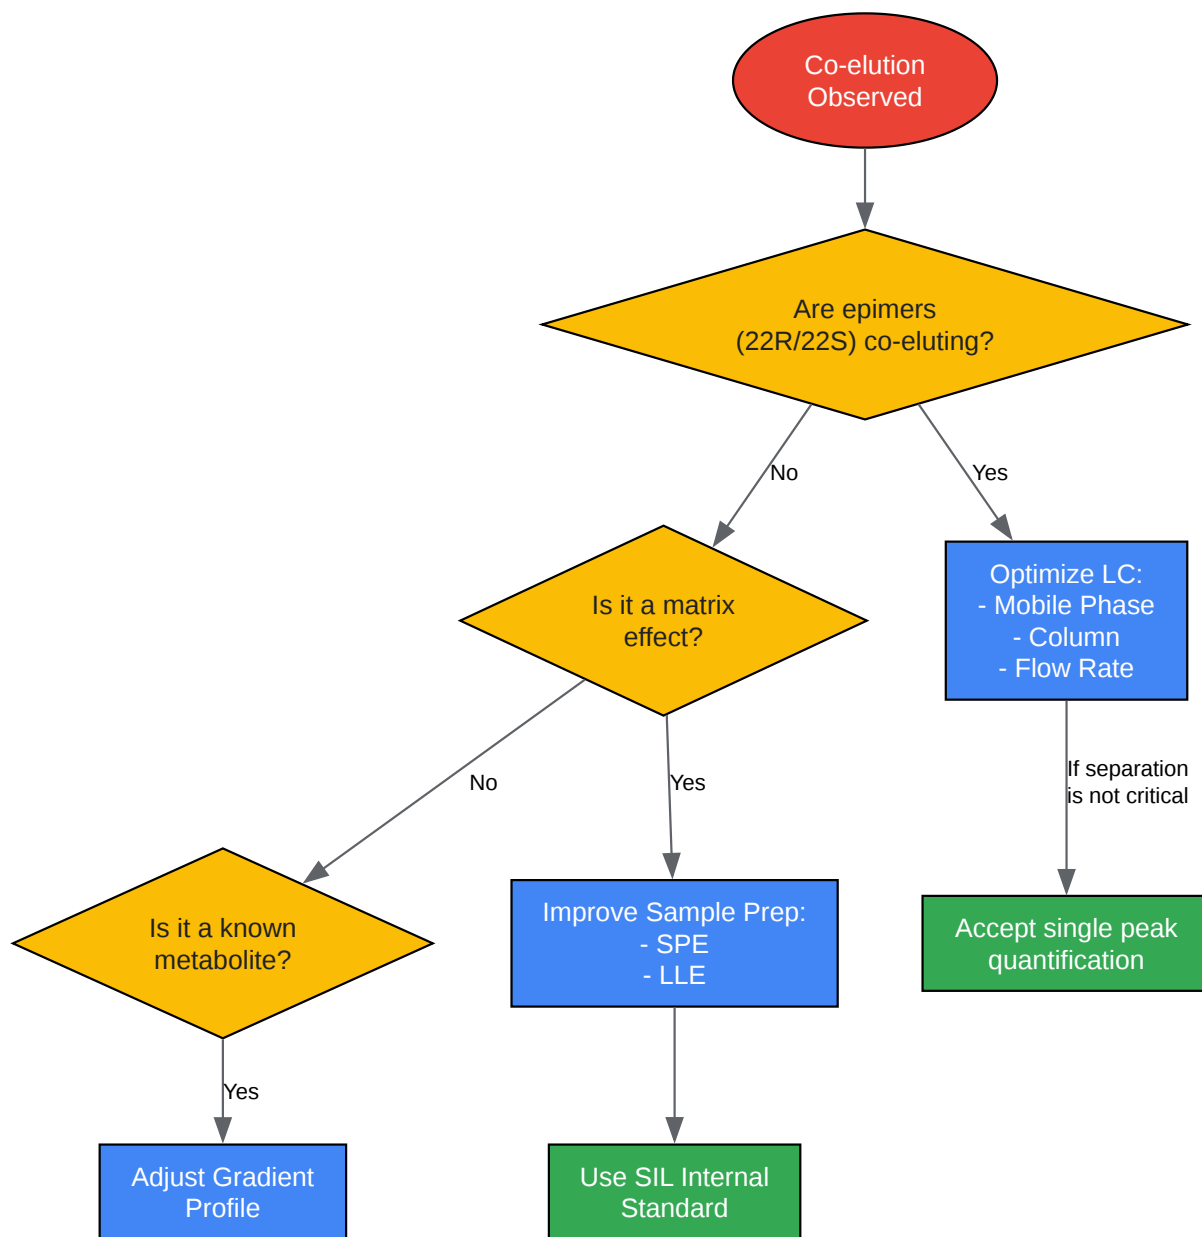 Co-elution
Observed
Are epimers
(22R/22S) co-eluting?
No
Yes
Is it a matrix
effect?
Optimize LC:
- Mobile Phase
- Column
- Flow Rate
No
Yes
If separation
is not critical
Is it a known
metabolite?
Improve Sample Prep:
- SPE
- LLE
Accept single peak
quantification
Yes
Adjust Gradient
Profile
Use SIL Internal
Standard